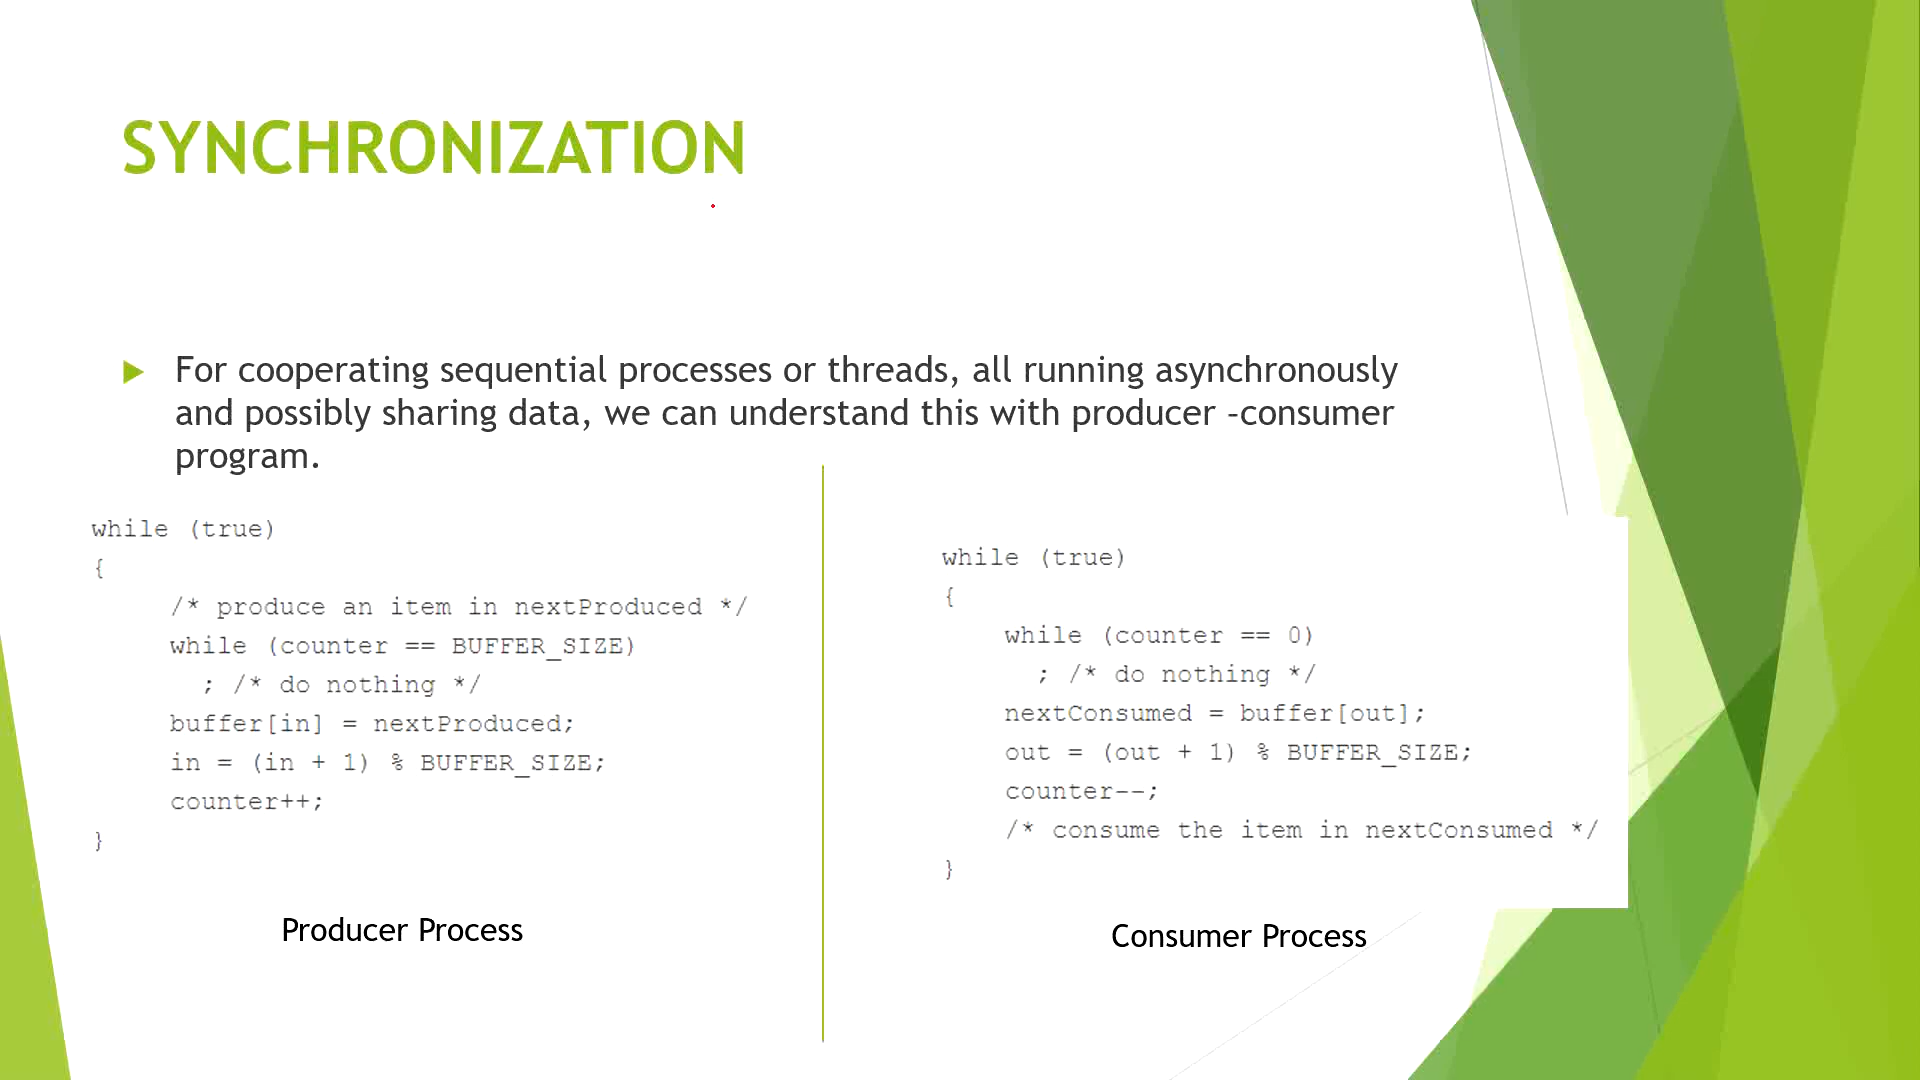 SYNCHRONIZATION
For cooperating sequential processes or threads, all running asynchronously
and possibly sharing data, we can understand this with producer –consumer
program.
while (true)
{
/* produce an item in nextProduced */
while (counter == BUFFER_SIZE)
; /* do nothing */
buffer[in] = nextProduced;
in = (in + 1) % BUFFER_SIZE;
counter++;
}
Producer Process
while (true)
{
while (counter == 0)
; /* do nothing */
nextConsumed = buffer[out];
out = (out + 1) % BUFFER_SIZE;
counter--;
/* consume the item in nextConsumed */
}
Consumer Process